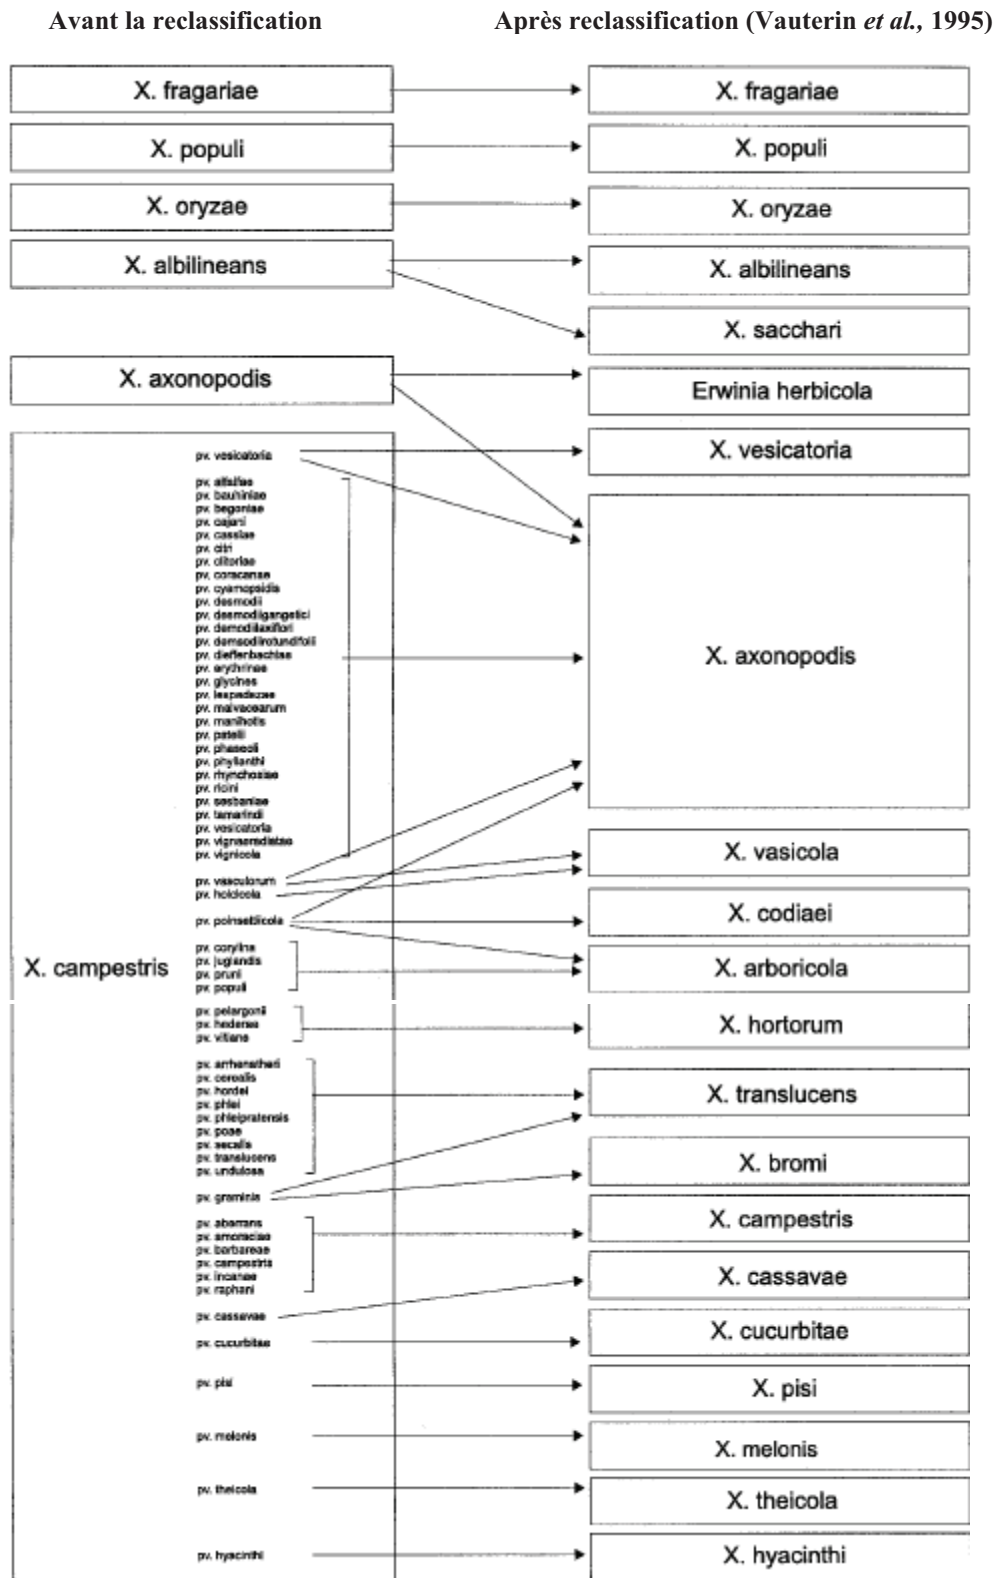 Avant la reclassification
Après reclassification (Vauterin et al., 1995)
X. fragariae
X. fragariae
X. populi
X. populi
X. oryzae
X. oryzae
X. albilineans
X. albilineans
X. sacchari
X. axonopodis
Erwinia herbicola
X. vesicatoria
X. campestris
pv. vesicatoria
pv. alfalfae
pv. bauhiniae
pv. begoniae
pv. cajani
pv. cassiae
pv. citri
pv. clitoriae
pv. coracanae
pv. cyamopsidis
pv. desmodii
pv. desmodiigangetici
pv. demodiilaxiflori
pv. demsodiirotundifolii
pv. dieffenbachiae
pv. erythrinae
pv. glycines
pv. lespedezae
pv. malvacearum
pv. manihotis
pv. patelii
pv. phaseoli
pv. phyllanthi
pv. rhynchosiae
pv. ricini
pv. sesbaniae
pv. tamarindi
pv. vesicatoria
pv. vignaeradiatae
pv. vignicola
pv. vasculorum
pv. holcicola
pv. poinsettiicola
pv. corylina
pv. juglandis
pv. pruni
pv. populi
pv. pelargonii
pv. hederae
pv. vitians
pv. arrhenatheri
pv. cerealis
pv. hordei
pv. phlei
pv. phleipratensis
pv. poae
pv. secalis
pv. translucens
pv. undulosa
pv. graminis
pv. aberrans
pv. amoraciae
pv. barbareae
pv. campestris
pv. incanae
pv. raphani
pv. cassavae
pv. cucurbitae
pv. pisi
pv. melonis
pv. theicola
pv. hyacinthi
X. axonopodis
X. vasicola
X. codiaei
X. arboricola
X. hortorum
X. translucens
X. bromi
X. campestris
X. cassavae
X. cucurbitae
X. pisi
X. melonis
X. theicola
X. hyacinthi